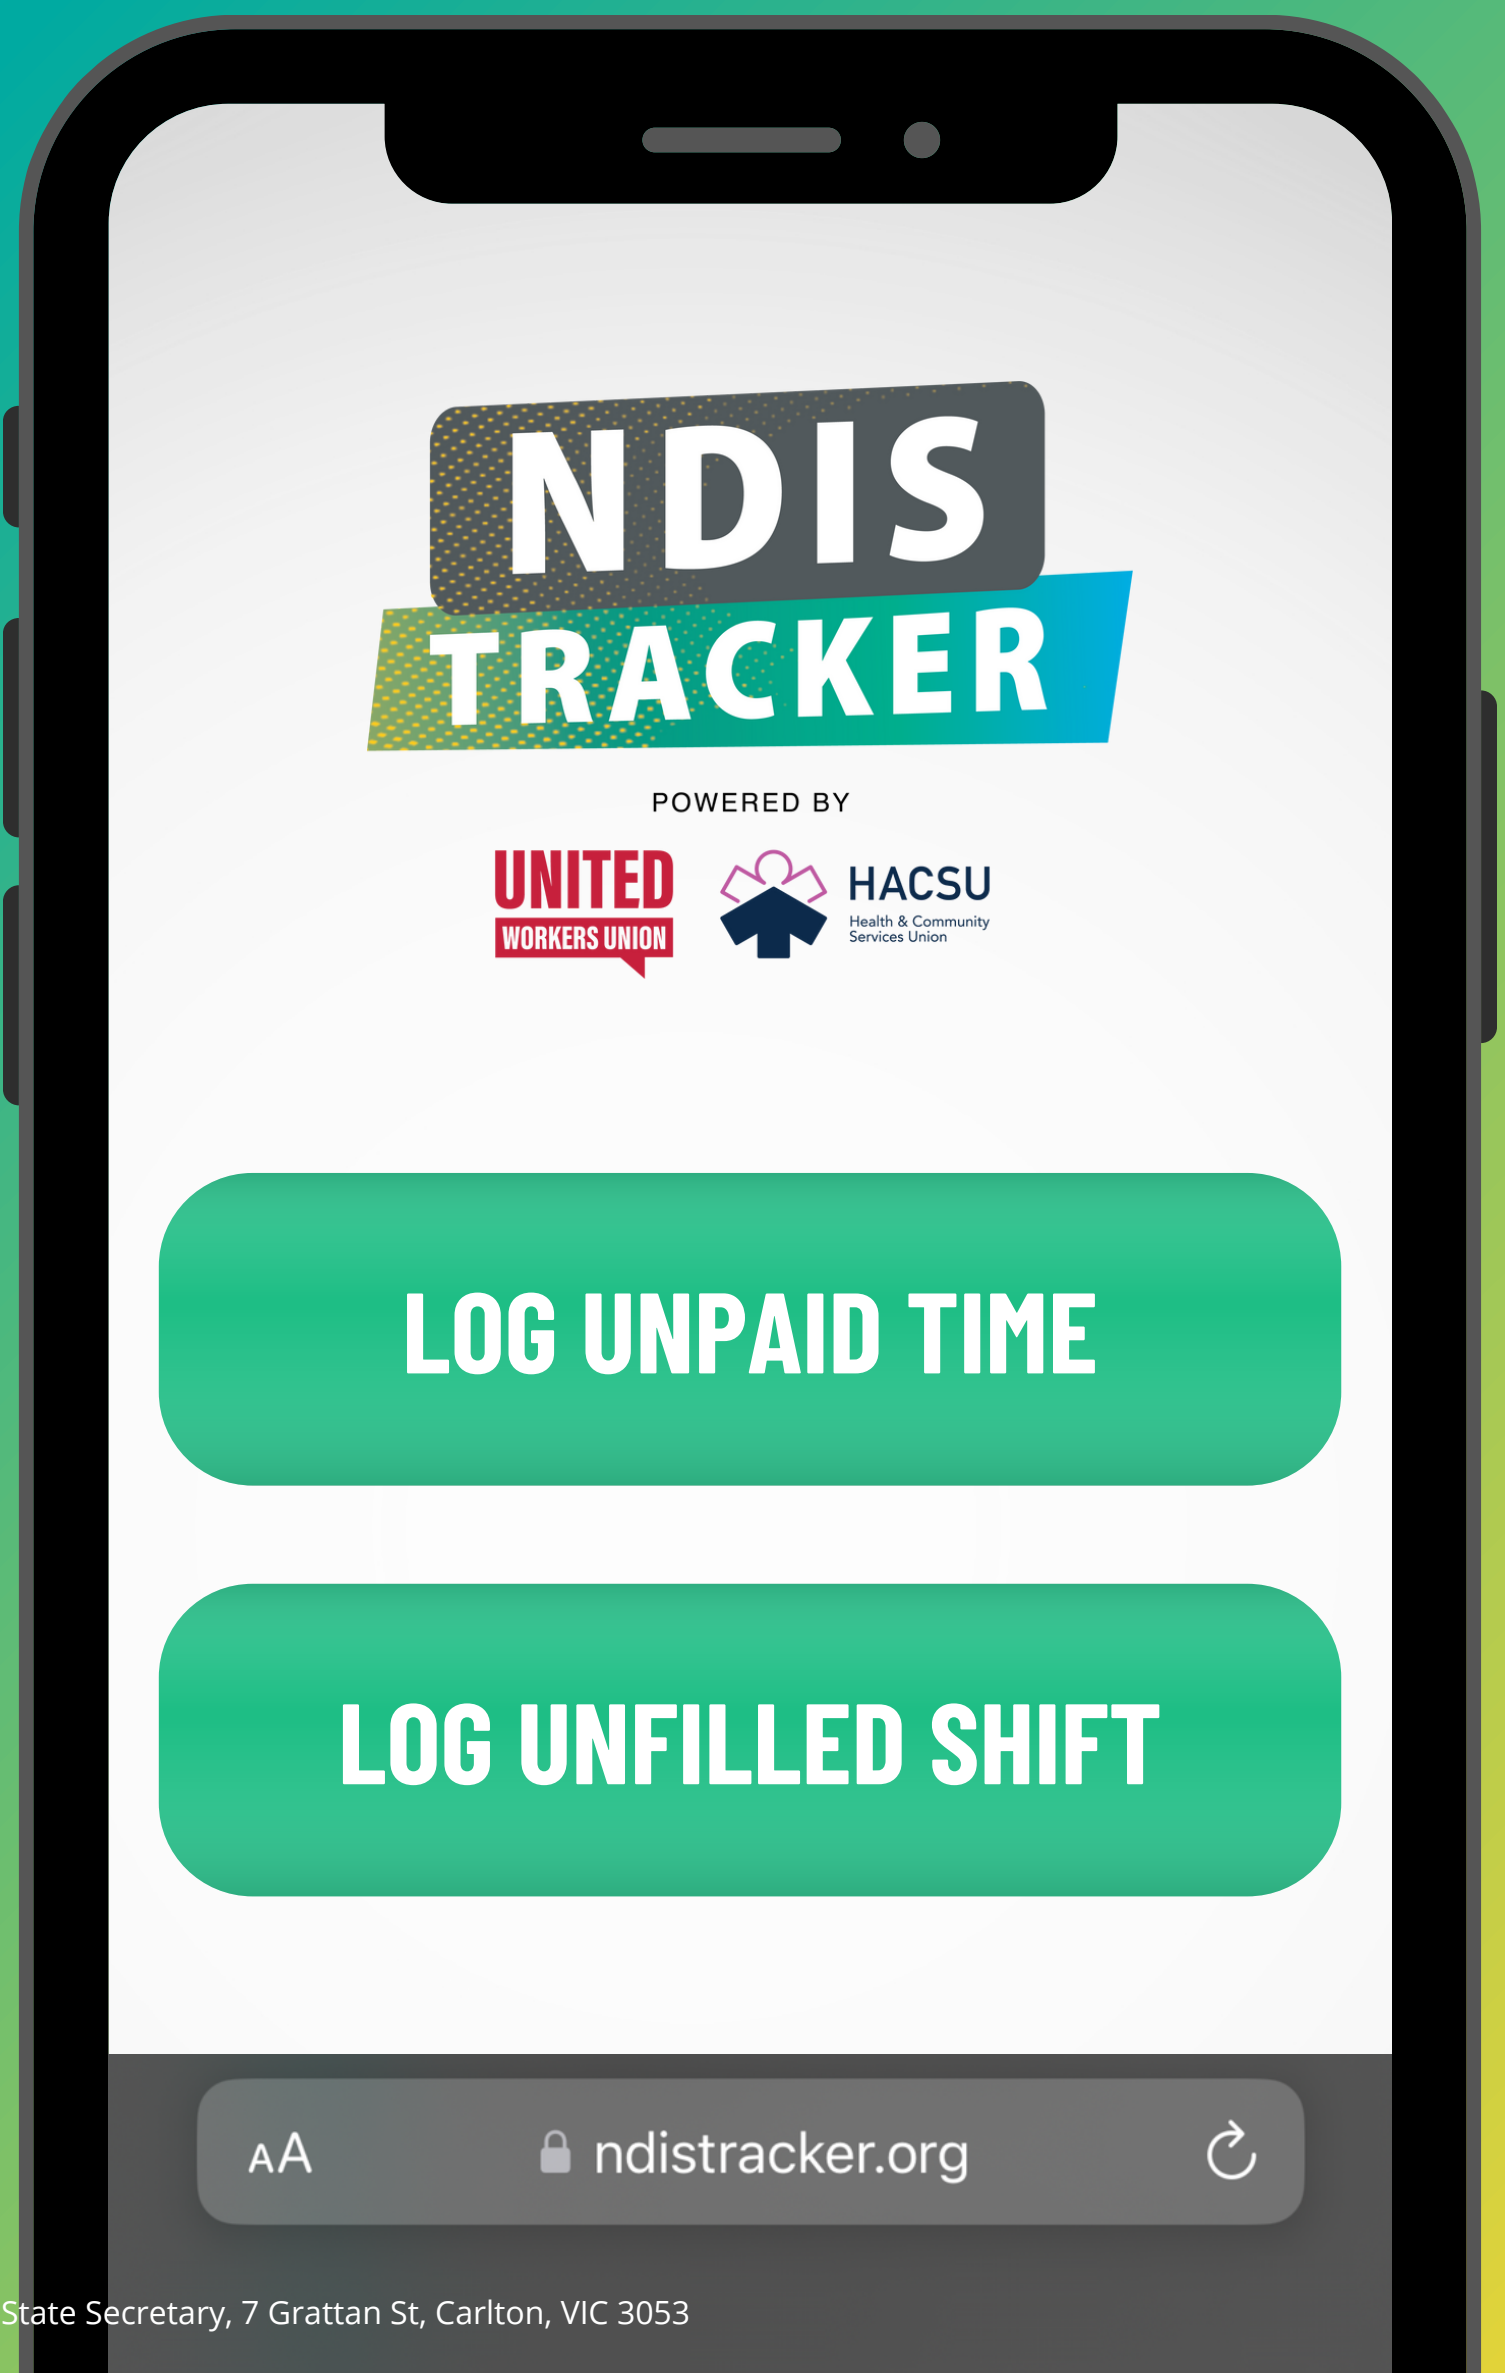 NDIS
TRACKER
POWERED BY
UNITED
WORKERS UNION
HACSU
Health & Community
Services Union
LOG UNPAID TIME
LOG UNFILLED SHIFT
AA
ndistracker.org
State Secretary, 7 Grattan St, Carlton, VIC 3053